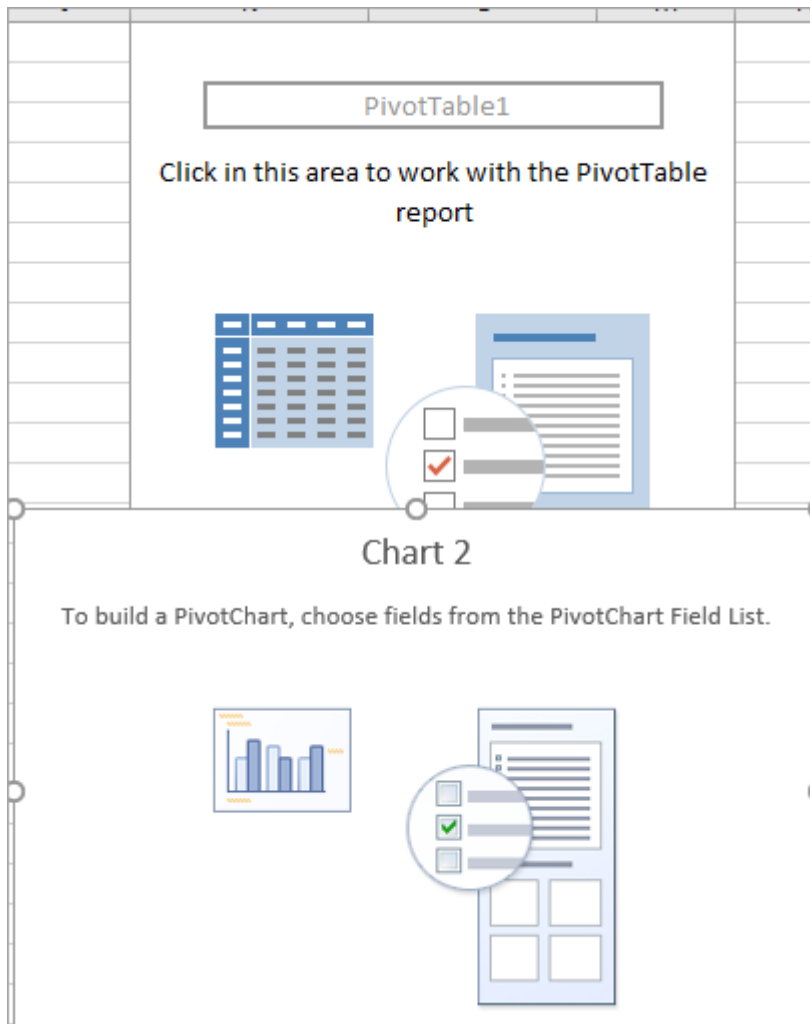 PivotTable1
Click in this area to work with the PivotTable
report
Chart 2
To build a PivotChart, choose fields from the PivotChart Field List.